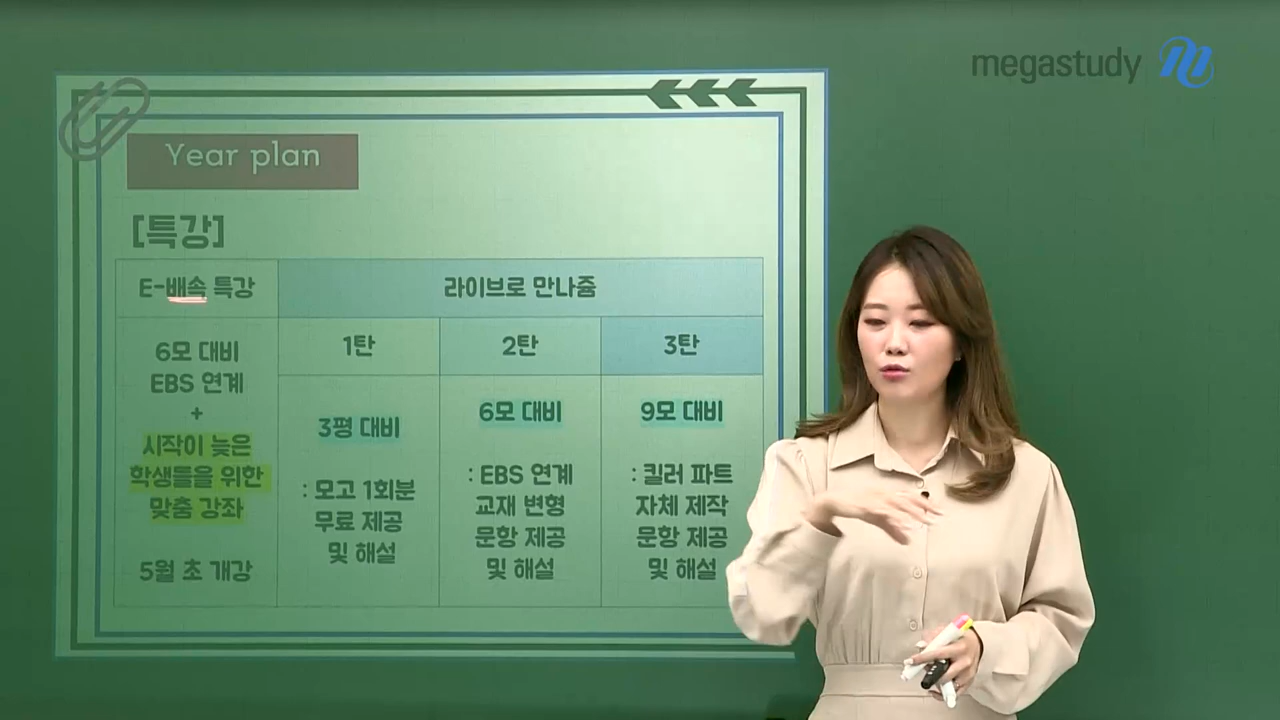 megastudy
Year plan
[특강]
E-배속 특강
라이브로 만나줌
6모 대비
EBS 연계
+
시작이 늦은
학생들을 위한
맞춤 강좌
5월 초 개강
1탄
2탄
3탄
3평 대비
: 모고 1회분
무료 제공
및 해설
6모 대비
: EBS 연계
교재 변형
문항 제공
및 해설
9모 대비
: 킬러 파트
자체 제작
문항 제공
및 해설